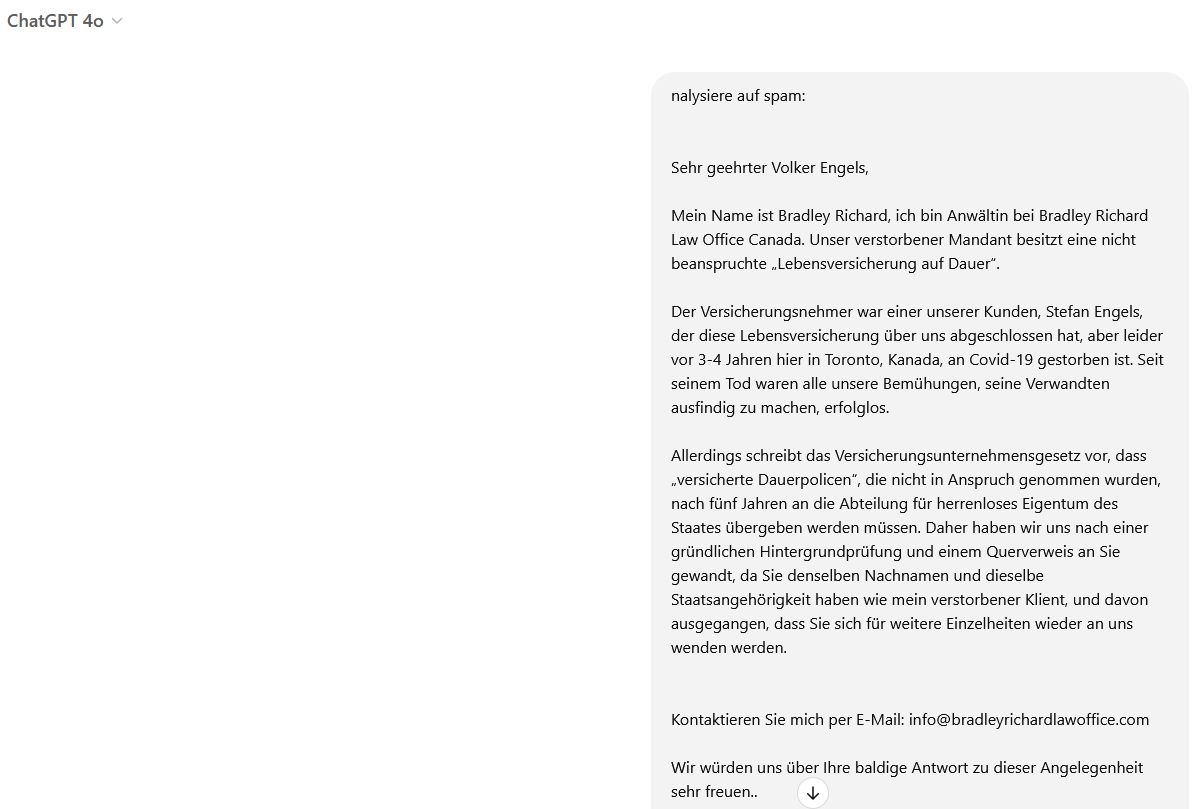 ChatGPT 4o
nalysiere auf spam:
Sehr geehrter Volker Engels,
Mein Name ist Bradley Richard, ich bin Anwältin bei Bradley Richard
Law Office Canada. Unser verstorbener Mandant besitzt eine nicht
beanspruchte „Lebensversicherung auf Dauer“.
Der Versicherungsnehmer war einer unserer Kunden, Stefan Engels,
der diese Lebensversicherung über uns abgeschlossen hat, aber leider
vor 3-4 Jahren hier in Toronto, Kanada, an Covid-19 gestorben ist. Seit
seinem Tod waren alle unsere Bemühungen, seine Verwandten
ausfindig zu machen, erfolglos.
Allerdings schreibt das Versicherungsunternehmensgesetz vor, dass
„versicherte Dauerpolicen“, die nicht in Anspruch genommen wurden,
nach fünf Jahren an die Abteilung für herrenloses Eigentum des
Staates übergeben werden müssen. Daher haben wir uns nach einer
gründlichen Hintergrundprüfung und einem Querverweis an Sie
gewandt, da Sie denselben Nachnamen und dieselbe
Staatsangehörigkeit haben wie mein verstorbener Klient, und davon
ausgegangen, dass Sie sich für weitere Einzelheiten wieder an uns
wenden werden.
Kontaktieren Sie mich per E-Mail: info@bradleyrichardlawoffice.com
Wir würden uns über Ihre baldige Antwort zu dieser Angelegenheit
sehr freuen..